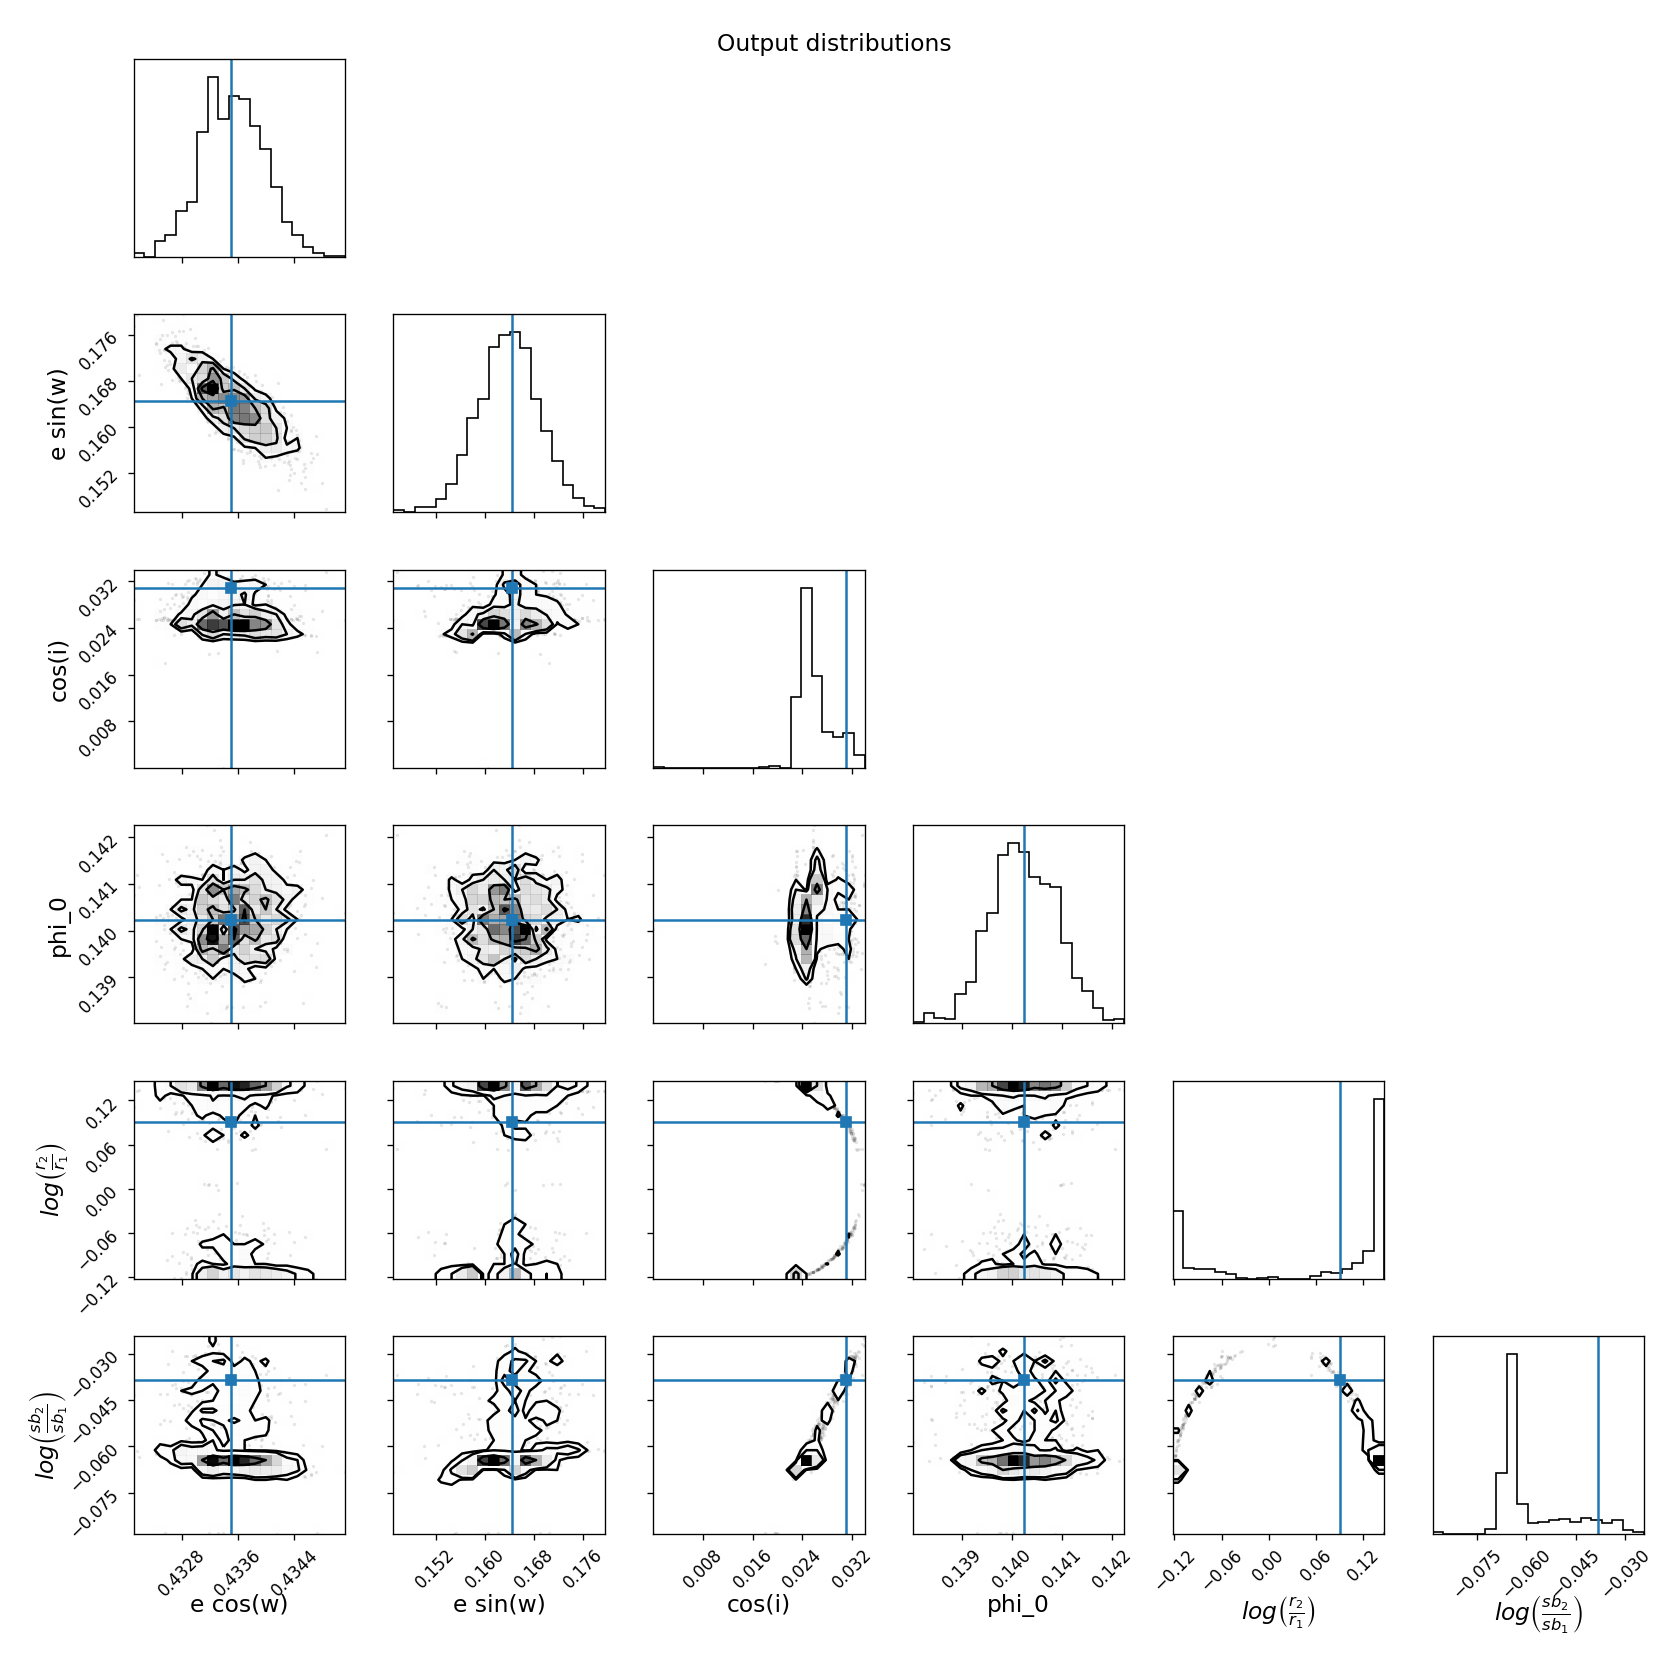 Output distributions
e sin(w)
0.176
0.168
0.160
0.152
cos(i)
0.032
0.024
0.016
0.008
phi_0
0.142
0.141
0.140
0.139
log(r2/r1)
0.12
0.06
0.00
−0.06
−0.12
log(sb2/sb1)
−0.030
−0.045
−0.060
−0.075
0.4328 0.4336 0.4344
0.152 0.160 0.168 0.176
0.008 0.016 0.024 0.032
0.139 0.140 0.141 0.142
−0.12 −0.06 0.00 0.06 0.12
−0.075 −0.060 −0.045 −0.030
e cos(w) e sin(w) cos(i) phi_0 log(r2/r1) log(sb2/sb1)